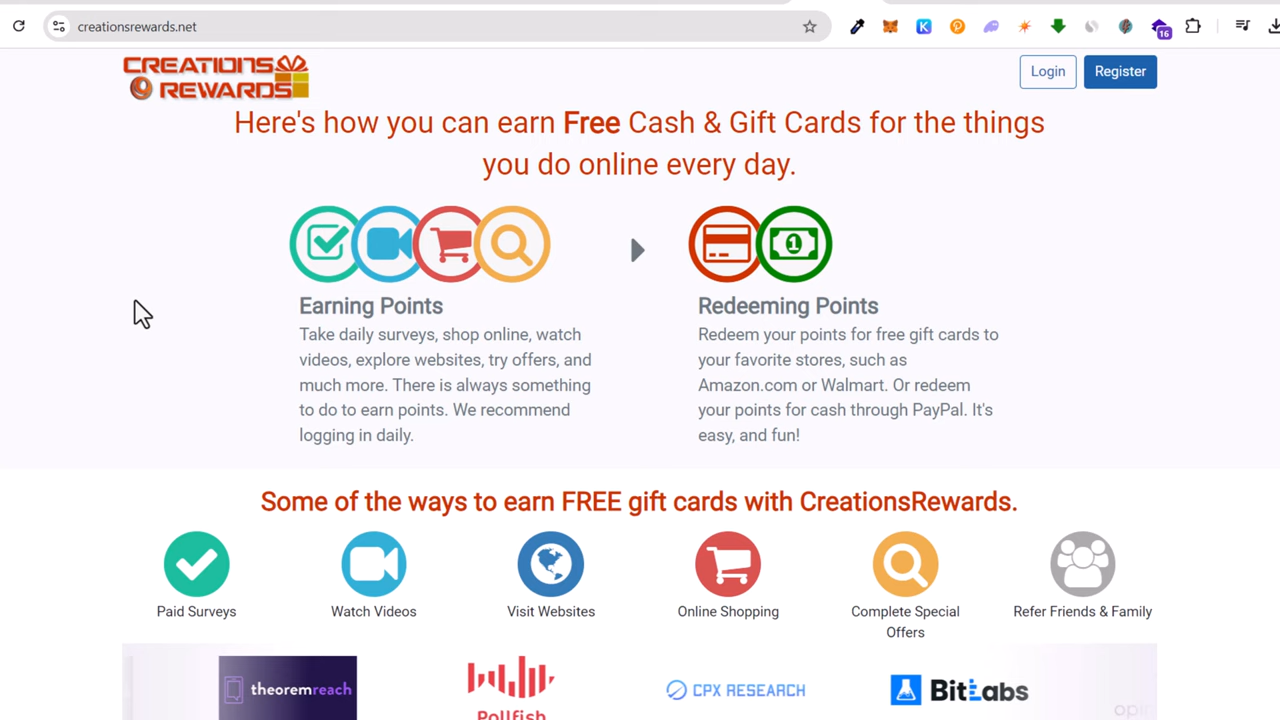 creationsrewards.net
16
CREATIONS
REWARDS
Login
Register
Here's how you can earn Free Cash & Gift Cards for the things
you do online every day.
1
Earning Points
Take daily surveys, shop online, watch
videos, explore websites, try offers, and
much more. There is always something
to do to earn points. We recommend
logging in daily.
Redeeming Points
Redeem your points for free gift cards to
your favorite stores, such as
Amazon.com or Walmart. Or redeem
your points for cash through PayPal. It's
easy, and fun!
Some of the ways to earn FREE gift cards with CreationsRewards.
Paid Surveys
Watch Videos
Visit Websites
Online Shopping
Complete Special
Offers
Refer Friends & Family
theoremreach
Pollfish
CPX RESEARCH
BitLabs